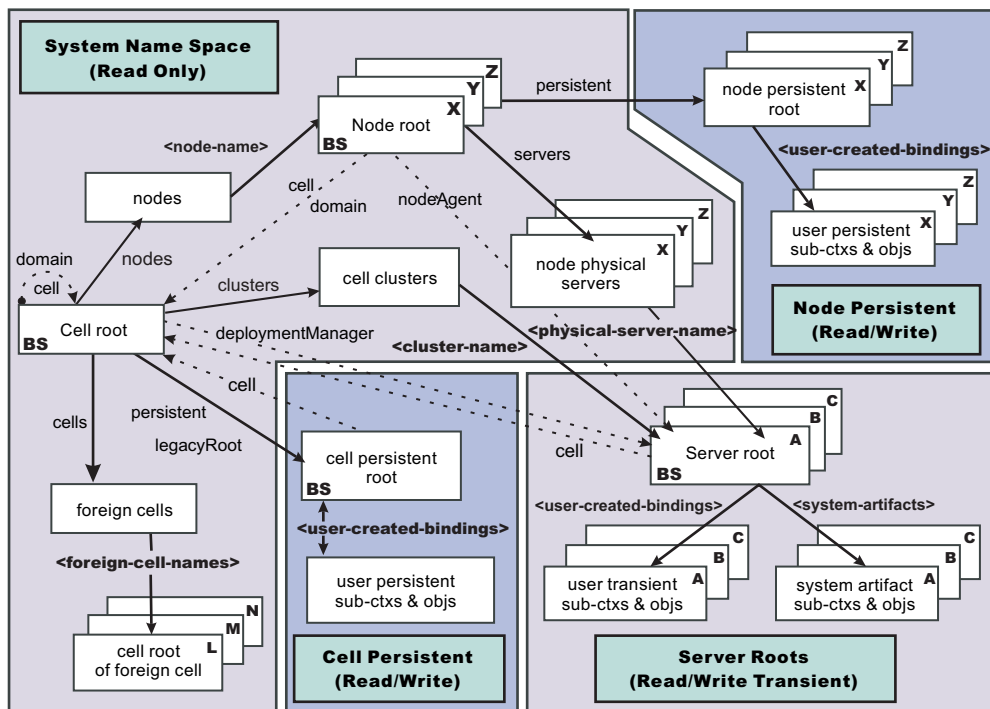 System Name Space
(Read Only)
Z
Y
X
Node root
BS
persistent
Z
Y
X
node persistent
root
<node-name>
servers
<user-created-bindings>
cell
domain
nodeAgent
nodes
Z
Y
X
user persistent
sub-ctxs & objs
Z
Y
X
node physical
servers
domain
cell
nodes
clusters
cell clusters
Node Persistent
(Read/Write)
Cell root
BS
deploymentManager
<physical-server-name>
<cluster-name>
cell
cells
persistent
legacyRoot
cell
C
B
A
Server root
BS
cell persistent
root
BS
foreign cells
<user-created-bindings>
<user-created-bindings>
<system-artifacts>
<foreign-cell-names>
user persistent
sub-ctxs & objs
C
B
A
user transient
sub-ctxs & objs
C
B
A
system artifact
sub-ctxs & objs
N
M
L
cell root
of foreign cell
Cell Persistent
(Read/Write)
Server Roots
(Read/Write Transient)